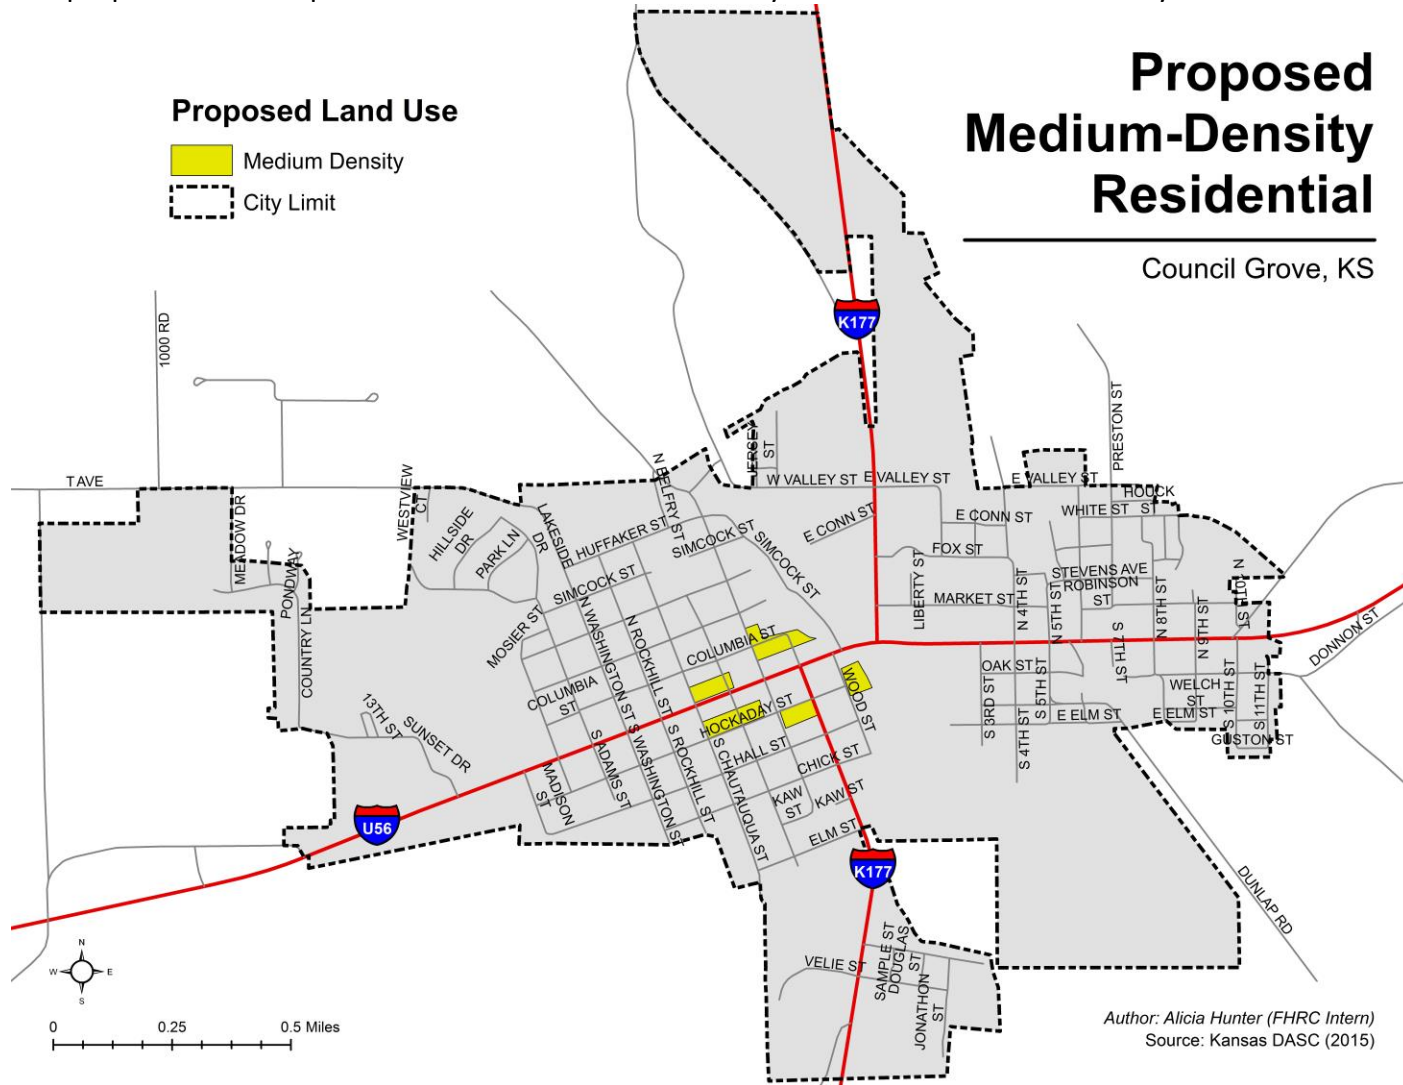 Proposed
Medium-Density
Residential
Council Grove, KS
Proposed Land Use
Medium Density
City Limit
K177
1000 RD
PRESTON ST
T AVE
WESTVIEW
CT
N BELFRY ST
JERSEY
ST
W VALLEY ST
E VALLEY ST
E VALLEY ST
HOUCK
ST
WHITE ST
MEADOW DR
HILLSIDE
DR
PARK LN
LAKESIDE
DR
HUFFAKER ST
SIMCOCK ST
SIMCOCK ST
E CONN ST
E CONN ST
FOX ST
PONDWAY
SIMCOCK ST
STEVENS AVE
ROBINSON
ST
N 10TH ST
LIBERTY ST
MARKET ST
N 4TH ST
N 5TH ST
N 8TH ST
N 9TH ST
COUNTRY LN
MOSIER ST
N WASHINGTON ST
N ROCKHILL ST
COLUMBIA ST
S 7TH ST
DONNON ST
COLUMBIA
ST
OAK ST
WOOD ST
S 3RD ST
S 5TH ST
WELCH
ST
S 10TH ST
S 11TH ST
13TH ST
SUNSET DR
HOCKADAY ST
E ELM ST
E ELM ST
S 4TH ST
GUSTON ST
S ADAMS ST
S WASHINGTON ST
S ROCKHILL ST
S CHAUTAUQUA ST
HALL ST
CHICK ST
MADISON
ST
KAW
ST
KAW ST
ELM ST
U56
K177
DUNLAP RD
VELIE ST
SAMPLE ST
DOUGLAS
ST
JONATHON
ST
N
W
E
S
0
0.25
0.5 Miles
Author: Alicia Hunter (FHRC Intern)
Source: Kansas DASC (2015)